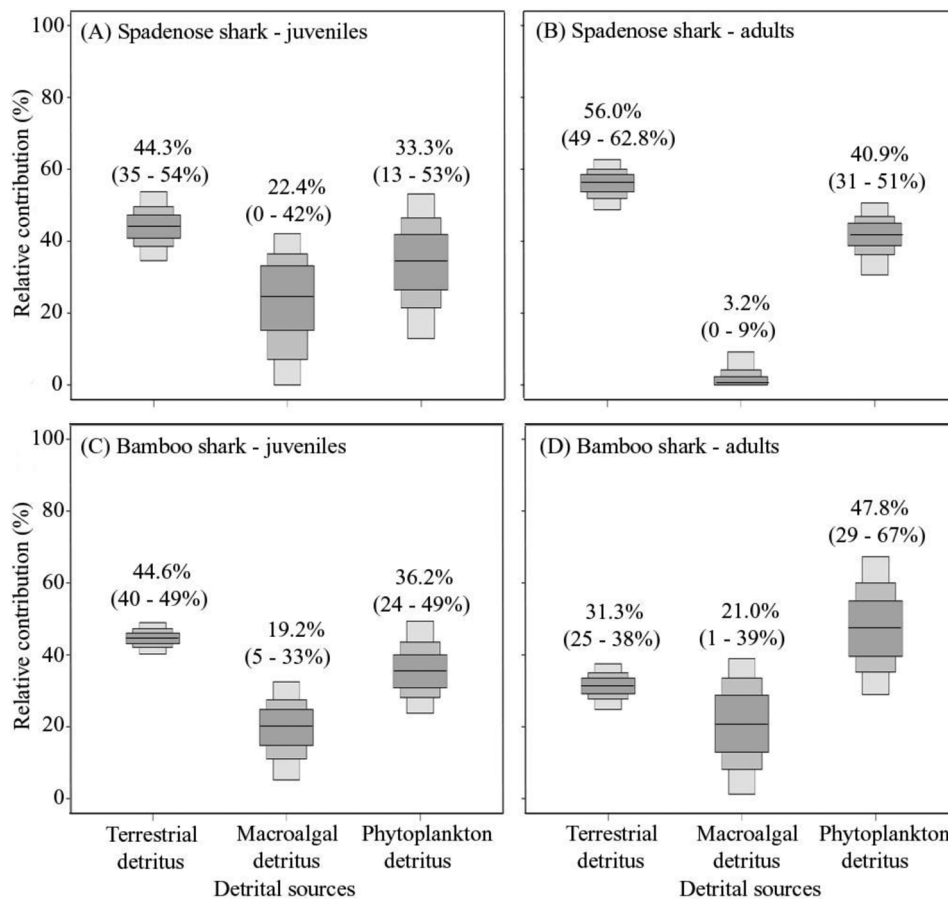 (A) Spadenose shark - juveniles
100
80
60
40
20
0
Relative contribution (%)
44.3%
(35 - 54%)
22.4%
(0 - 42%)
33.3%
(13 - 53%)
(B) Spadenose shark - adults
56.0%
(49 - 62.8%)
3.2%
(0 - 9%)
40.9%
(31 - 51%)
(C) Bamboo shark - juveniles
100
80
60
40
20
0
Relative contribution (%)
44.6%
(40 - 49%)
19.2%
(5 - 33%)
36.2%
(24 - 49%)
Terrestrial
detritus
Macroalgal
detritus
Phytoplankton
detritus
Detrital sources
(D) Bamboo shark - adults
31.3%
(25 - 38%)
21.0%
(1 - 39%)
47.8%
(29 - 67%)
Terrestrial
detritus
Macroalgal
detritus
Phytoplankton
detritus
Detrital sources